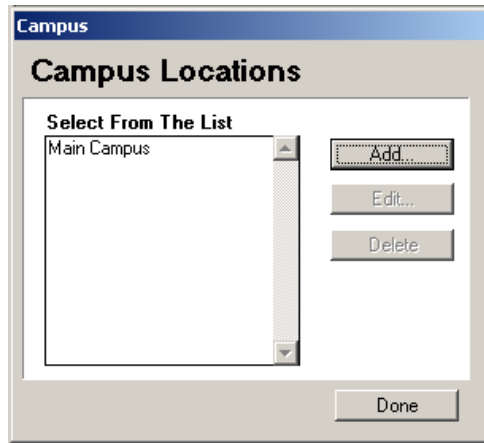 Campus
Campus Locations
Select From The List
Main Campus
Add...
Edit...
Delete
Done